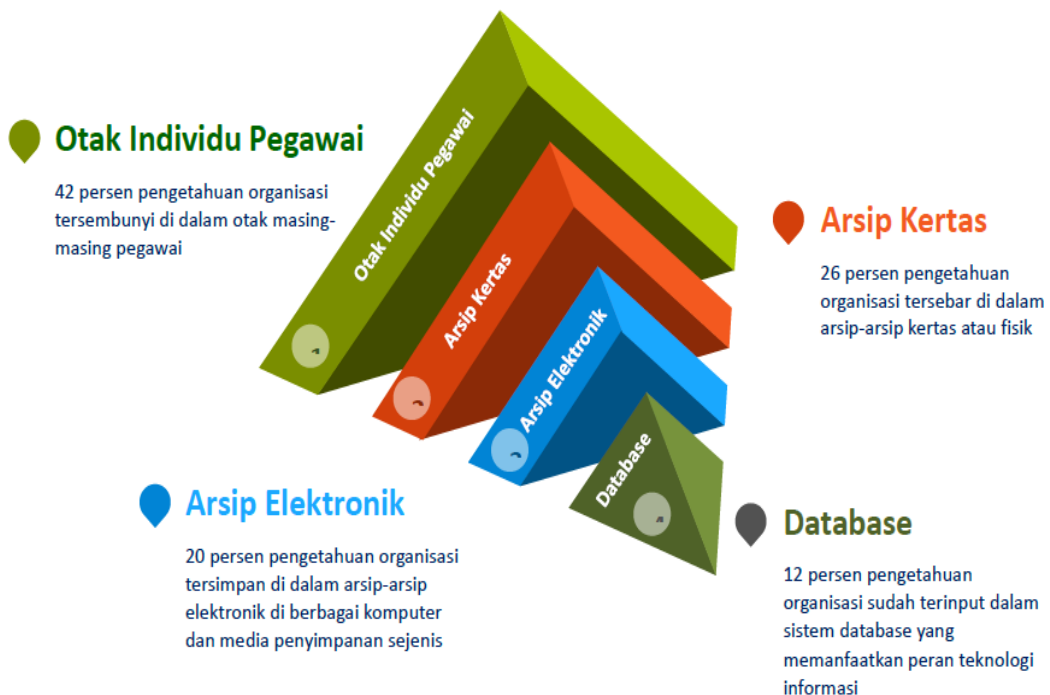 Otak Individu Pegawai
42 persen pengetahuan organisasi
tersembunyi di dalam otak masing-
masing pegawai
Otak Individu Pegawai
Arsip Kertas
Arsip Elektronik
Database
Arsip Kertas
26 persen pengetahuan
organisasi tersebar di dalam
arsip-arsip kertas atau fisik
Arsip Elektronik
20 persen pengetahuan organisasi
tersimpan di dalam arsip-arsip
elektronik di berbagai komputer
dan media penyimpanan sejenis
Database
12 persen pengetahuan
organisasi sudah terinput dalam
sistem database yang
memanfaatkan peran teknologi
informasi